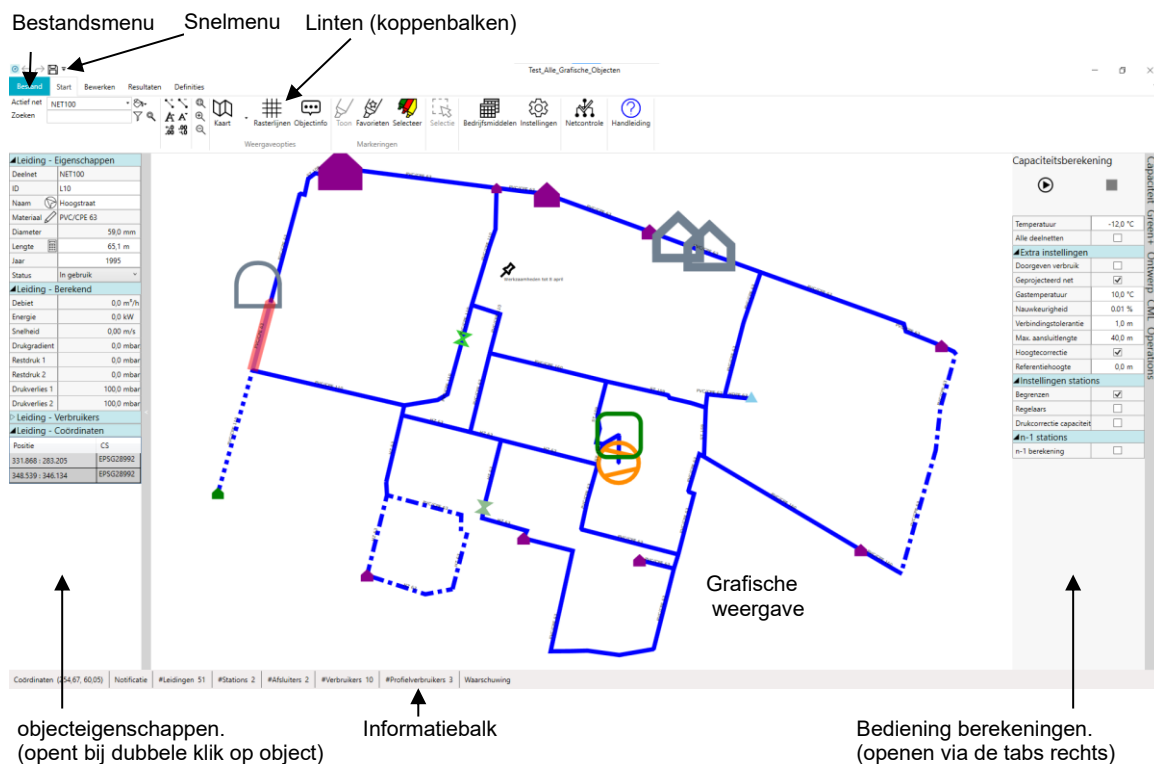 Bestandsmenu
Snelmenu
Linten (koppenbalken)
Test_Alle_Grafische_Objecten
Bestand
Start
Bewerken
Resultaten
Definities
Actief net
NET100
Zoeken
Kaart
Rasterlijnen
Objectinfo
Toon
Favorieten
Selecteer
Selectie
Bedrijfsmiddelen
Instellingen
Netcontrole
Handleiding
Weergaveopties
Markeringen
Leiding - Eigenschappen
Deelnet NET100
ID L10
Naam Hoogstraat
Materiaal PVC/CPE 63
Diameter 59,0 mm
Lengte 65,1 m
Jaar 1995
Status In gebruik
Leiding - Berekend
Debiet 0,0 m³/h
Energie 0,0 kW
Snelheid 0,00 m/s
Drukgradient 0,0 mbar
Restdruk 1 0,0 mbar
Restdruk 2 0,0 mbar
Drukverlies 1 100,0 mbar
Drukverlies 2 100,0 mbar
Leiding - Verbruikers
Leiding - Coördinaten
Positie CS
331.868 : 283.205 EPSG28992
348.539 : 346.134 EPSG28992
Capaciteitsberekening
Temperatuur -12,0 °C
Alle deelnetten
Extra instellingen
Doorgeven verbruik
Geprojecteerd net
Gastemperatuur 10,0 °C
Nauwkeurigheid 0,01 %
Verbindingstolerantie 1,0 m
Max. aansluitlengte 40,0 m
Hoogtecorrectie
Referentiehoogte 0,0 m
Instellingen stations
Begrenzen
Regelaars
Drukcorrectie capaciteit
n-1 stations
n-1 berekening
Capaciteit Green+ Ontwerp CML Operations
Grafische
weergave
Coördinaten (254,67, 60,05) Notificatie #Leidingen 51 #Stations 2 #Afsluiters 2 #Verbruikers 10 #Profielverbruikers 3 Waarschuwing
objecteigenschappen.
(opent bij dubbele klik op object)
Informatiebalk
Bediening berekeningen.
(openen via de tabs rechts)